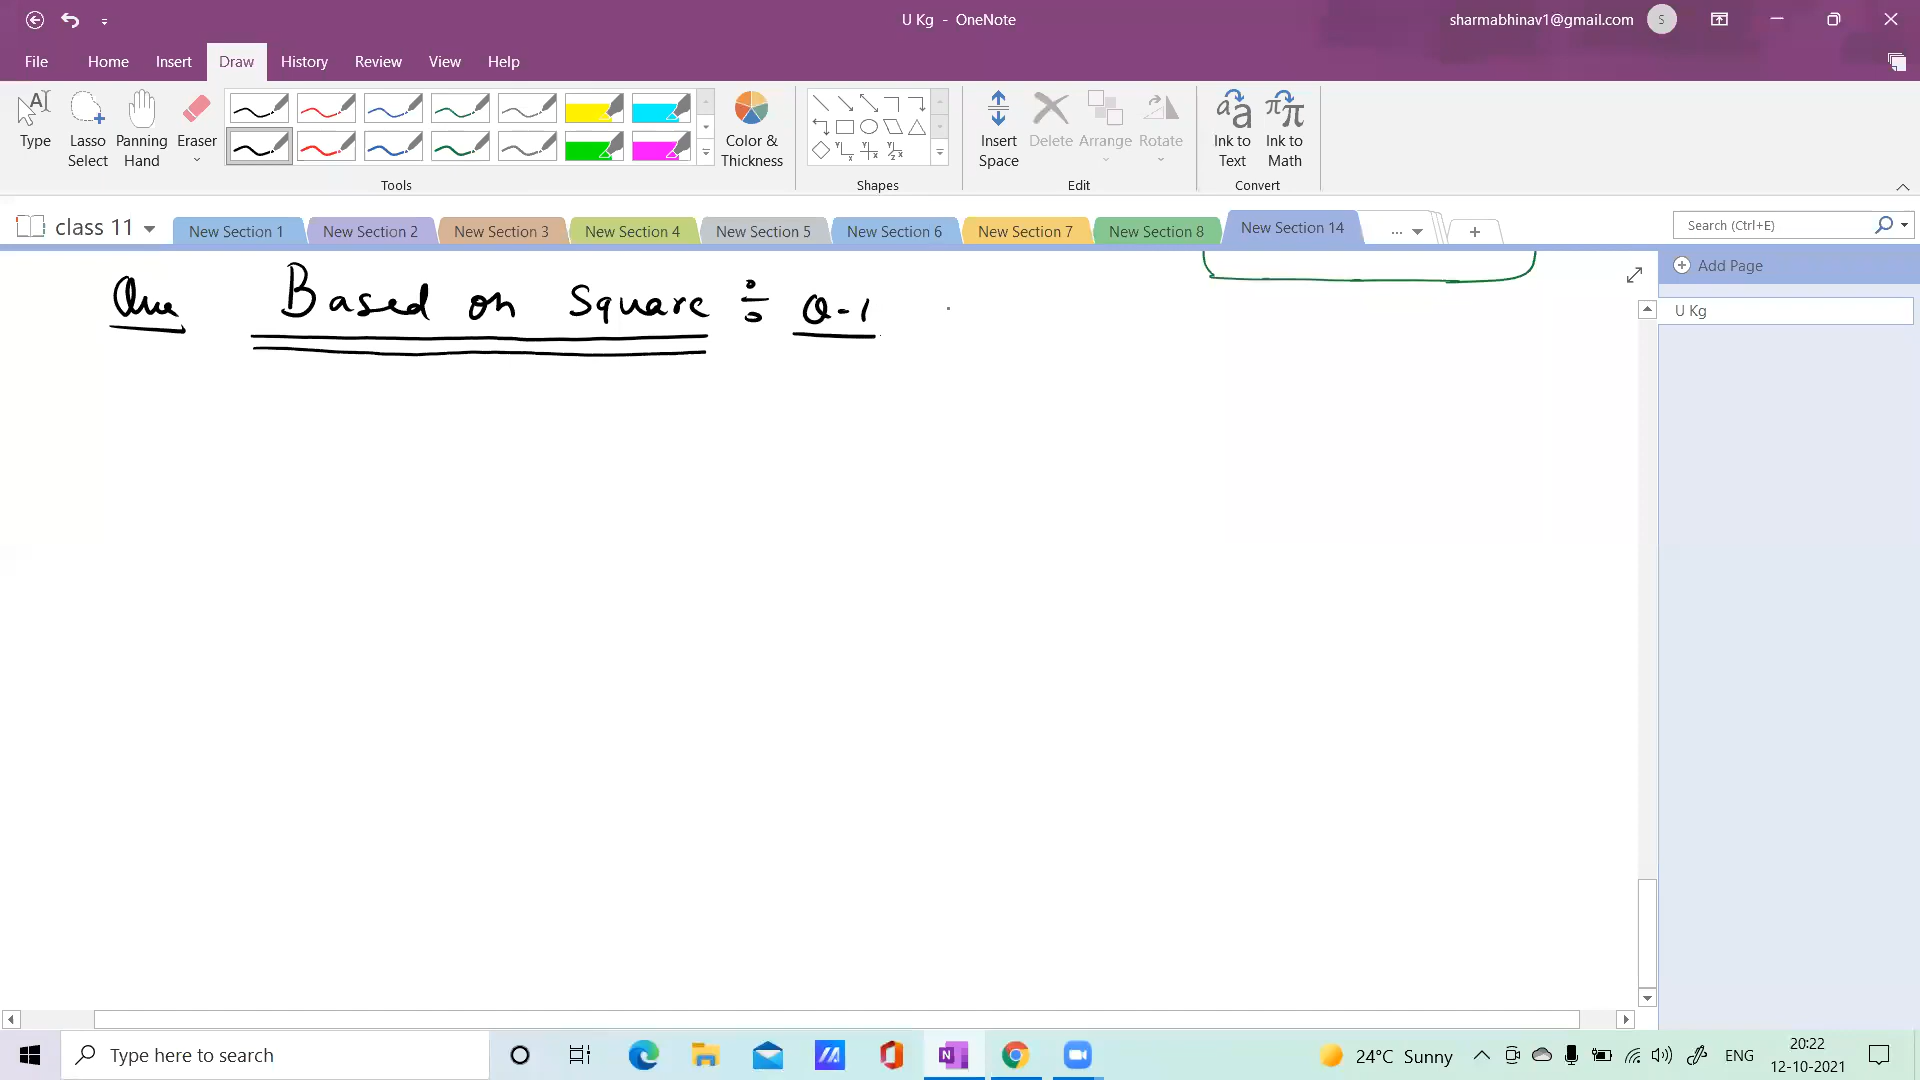 U Kg - OneNote
sharmabhinav1@gmail.com S
File Home Insert Draw History Review View Help
Type Lasso Select Panning Hand Eraser Color & Thickness Insert Space Delete Arrange Rotate Ink to Text Ink to Math
Tools Shapes Edit Convert
class 11 New Section 1 New Section 2 New Section 3 New Section 4 New Section 5 New Section 6 New Section 7 New Section 8 New Section 14 ... + Search (Ctrl+E)
Add Page
U Kg
Que Based on Square ÷ Q-1
Type here to search 24°C Sunny ENG 20:22
12-10-2021